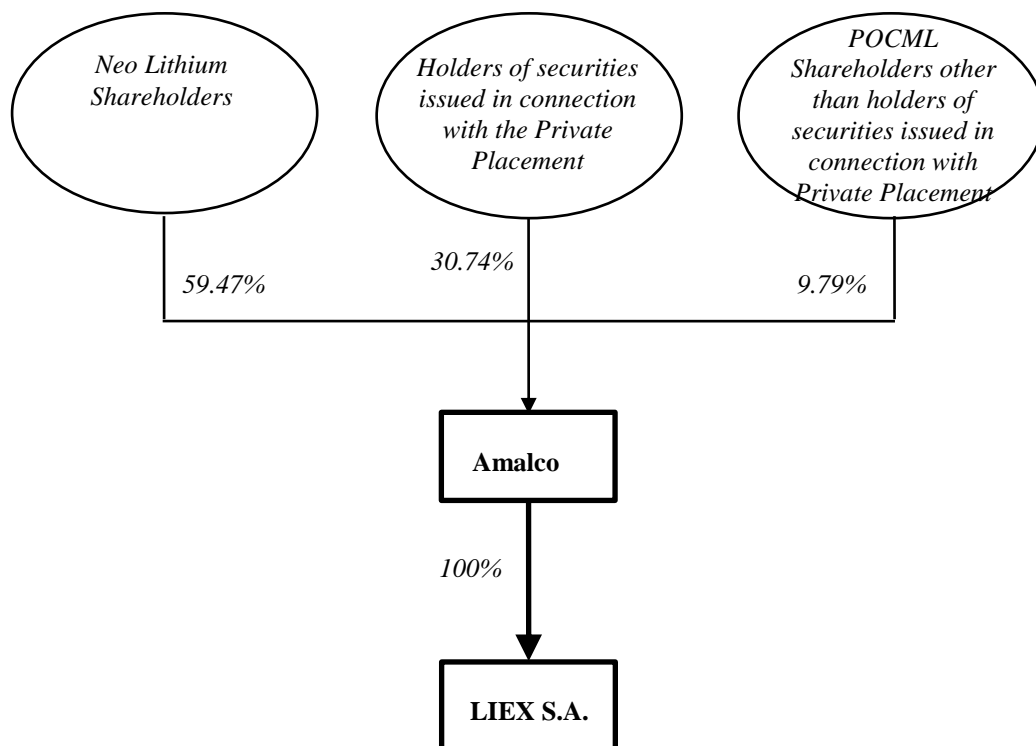 Neo Lithium
Shareholders
Holders of securities
issued in connection
with the Private
Placement
POCML
Shareholders other
than holders of
securities issued in
connection with
Private Placement
59.47%
30.74%
9.79%
Amalco
100%
LIEX S.A.